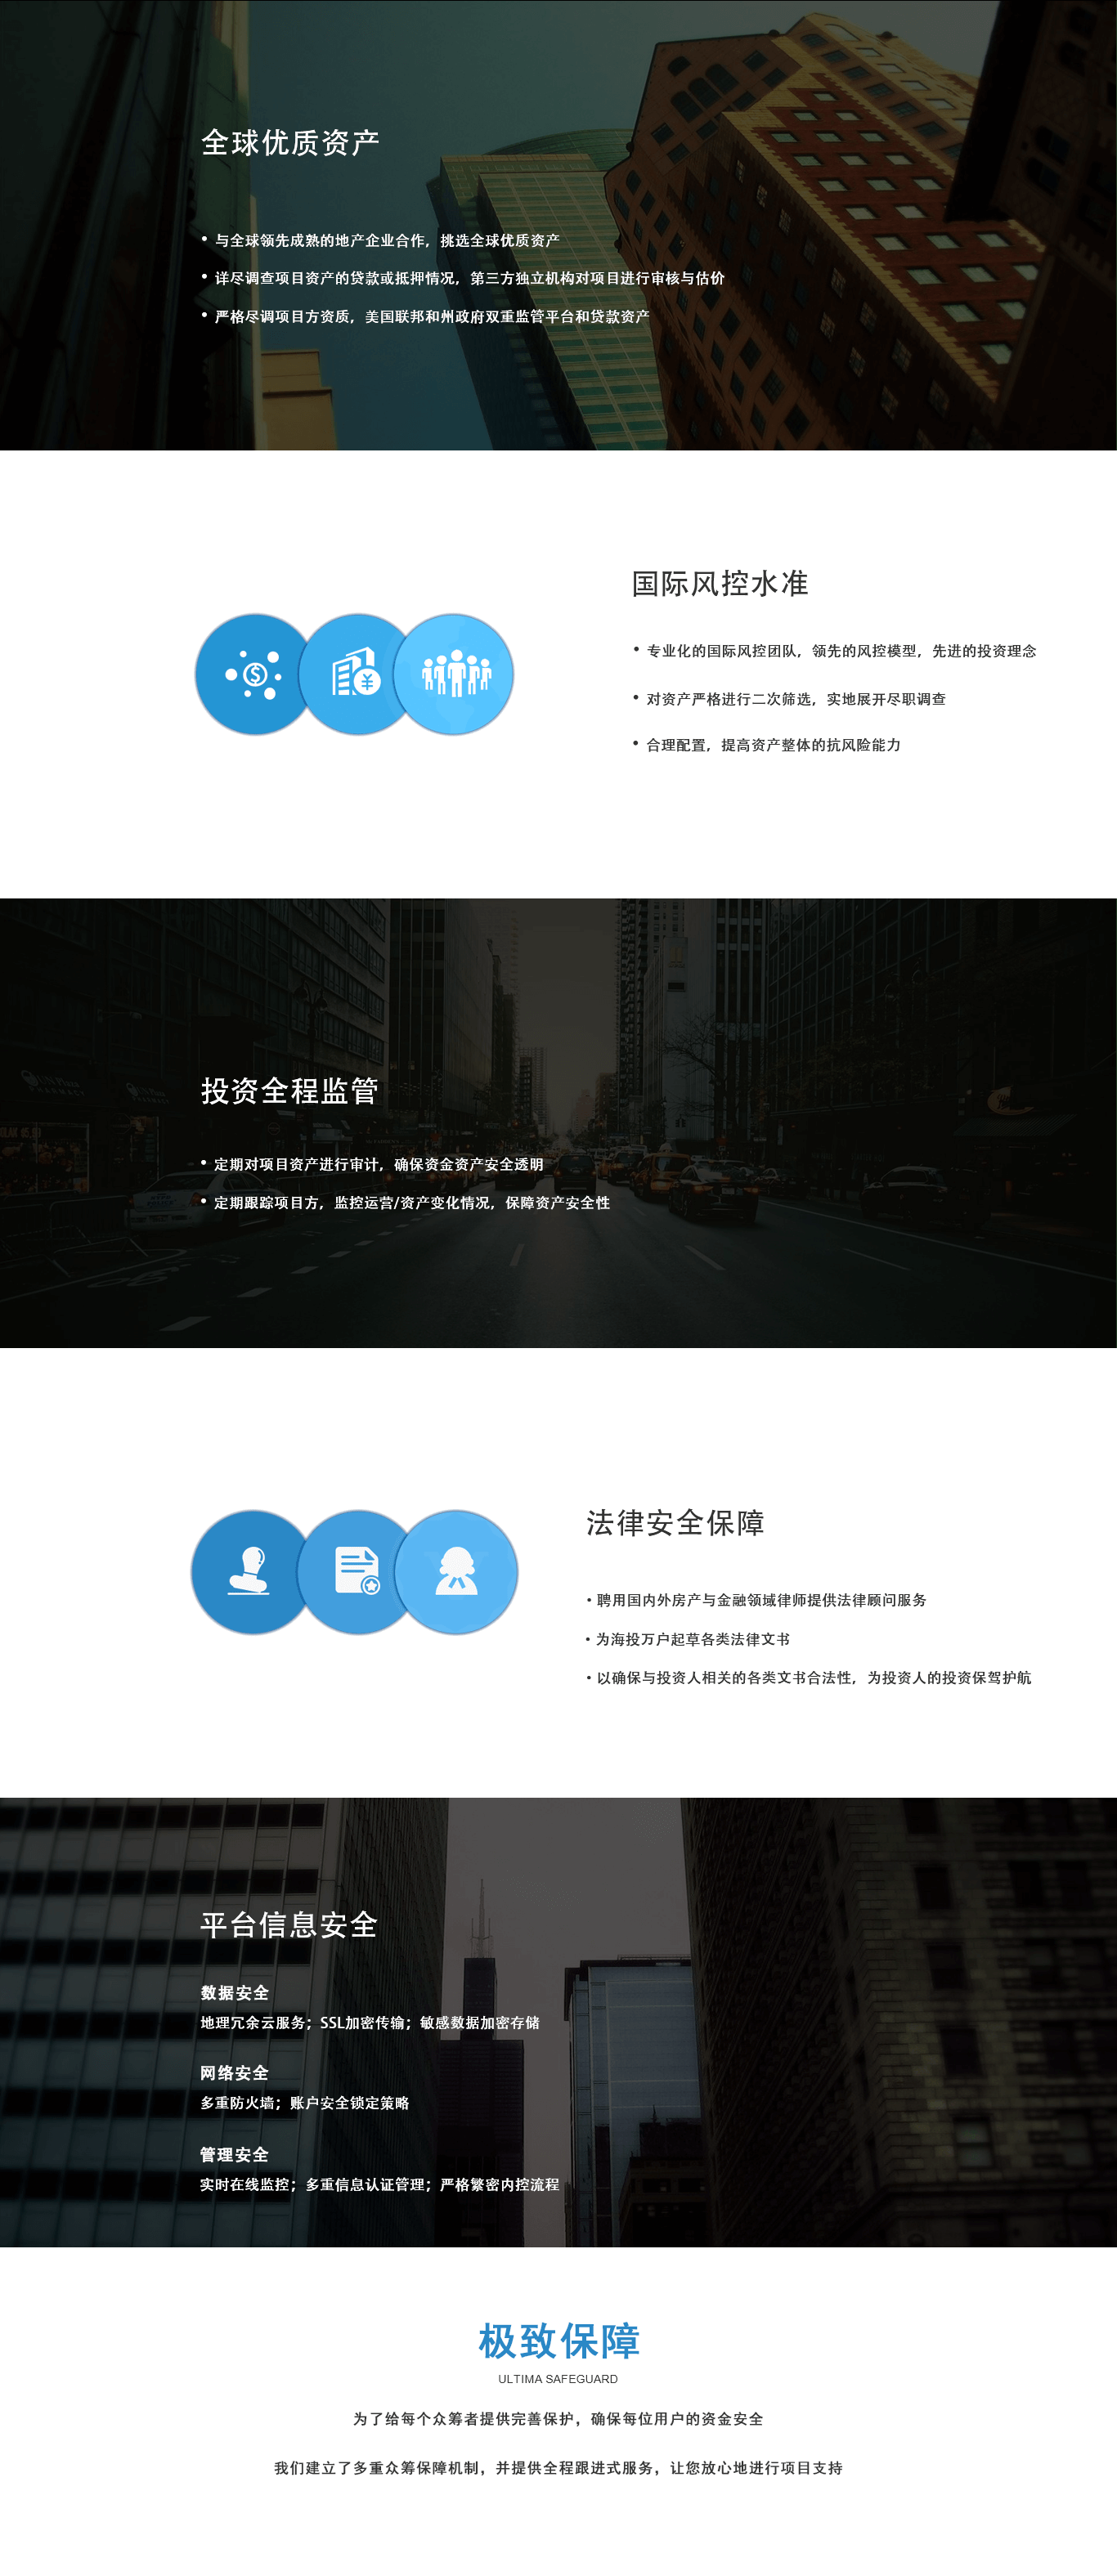 全球优质资产
• 与全球领先成熟的地产企业合作，挑选全球优质资产
• 详尽调查项目资产的贷款或抵押情况，第三方独立机构对项目进行审核与估价
• 严格尽调项目方资质，美国联邦和州政府双重监管平台和贷款资产
国际风控水准
• 专业化的国际风控团队，领先的风控模型，先进的投资理念
• 对资产严格进行二次筛选，实地展开尽职调查
• 合理配置，提高资产整体的抗风险能力
投资全程监管
• 定期对项目资产进行审计，确保资金资产安全透明
• 定期跟踪项目方，监控运营/资产变化情况，保障资产安全性
法律安全保障
• 聘用国内外房产与金融领域律师提供法律顾问服务
• 为海投万户起草各类法律文书
• 以确保与投资人相关的各类文书合法性，为投资人的投资保驾护航
平台信息安全
数据安全
地理冗余云服务；SSL加密传输；敏感数据加密存储
网络安全
多重防火墙；账户安全锁定策略
管理安全
实时在线监控；多重信息认证管理；严格繁密内控流程
极致保障
ULTIMA SAFEGUARD
为了给每个众筹者提供完善保护，确保每位用户的资金安全
我们建立了多重众筹保障机制，并提供全程跟进式服务，让您放心地进行项目支持